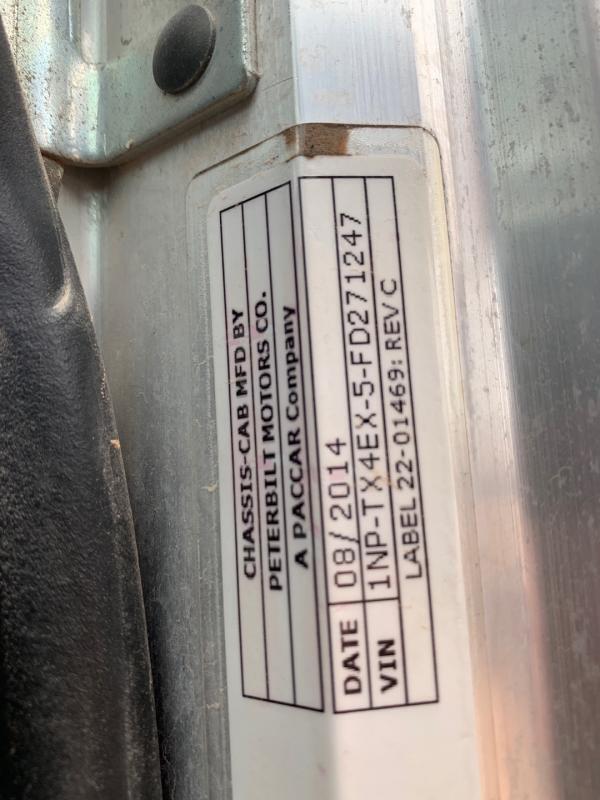 CHASSIS-CAB MFD BY
PETERBILT MOTORS CO.
A PACCAR Company
DATE 08/2014
VIN 1NP-TX4EX-5-FD271247
LABEL 22-01469: REV C